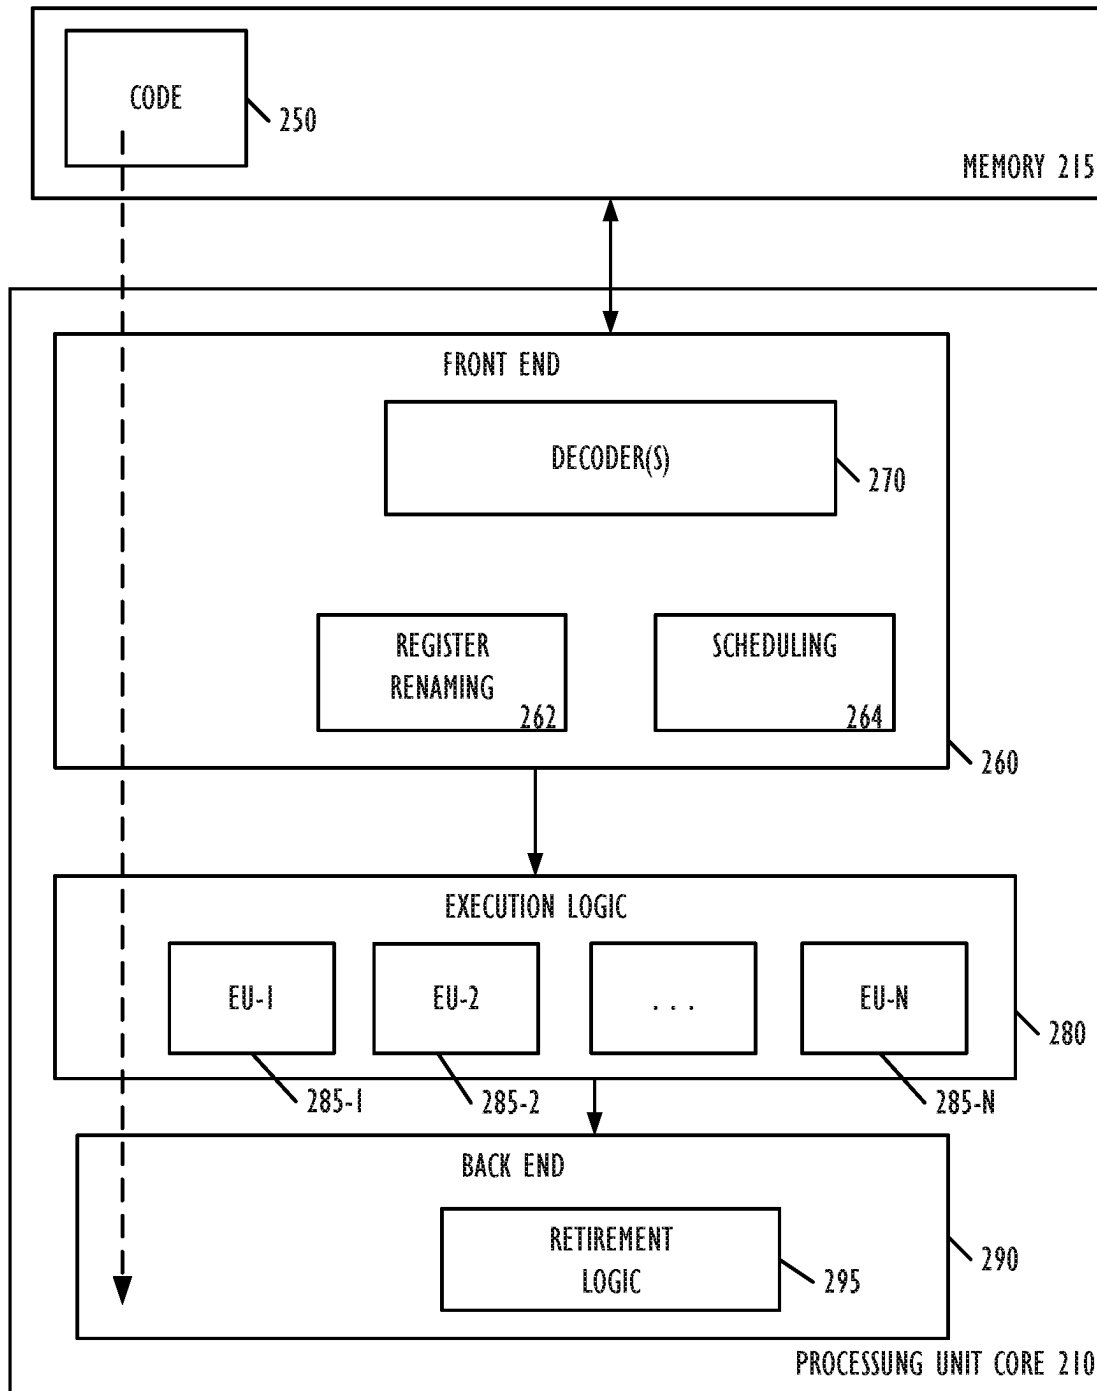 CODE
250
MEMORY 215
FRONT END
DECODER(S)
270
REGISTER
RENAMING
262
SCHEDULING
264
260
EXECUTION LOGIC
EU-1
EU-2
. . .
EU-N
280
285-1
285-2
285-N
BACK END
RETIREMENT
LOGIC
295
290
PROCESSUNG UNIT CORE 210